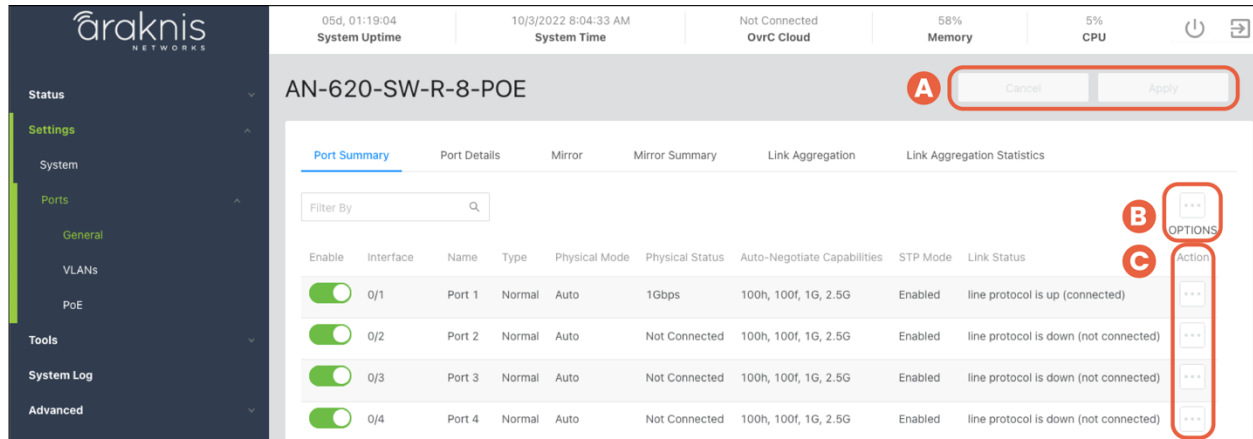 araknis
NETWORKS
05d, 01:19:04
System Uptime
10/3/2022 8:04:33 AM
System Time
Not Connected
OvrC Cloud
58%
Memory
5%
CPU
Status
Settings
System
Ports
General
VLANs
PoE
Tools
System Log
Advanced
AN-620-SW-R-8-POE
A
Cancel
Apply
Port Summary
Port Details
Mirror
Mirror Summary
Link Aggregation
Link Aggregation Statistics
Filter By
B
OPTIONS
Enable Interface Name Type Physical Mode Physical Status Auto-Negotiate Capabilities STP Mode Link Status C Action
0/1 Port 1 Normal Auto 1Gbps 100h, 100f, 1G, 2.5G Enabled line protocol is up (connected)
0/2 Port 2 Normal Auto Not Connected 100h, 100f, 1G, 2.5G Enabled line protocol is down (not connected)
0/3 Port 3 Normal Auto Not Connected 100h, 100f, 1G, 2.5G Enabled line protocol is down (not connected)
0/4 Port 4 Normal Auto Not Connected 100h, 100f, 1G, 2.5G Enabled line protocol is down (not connected)